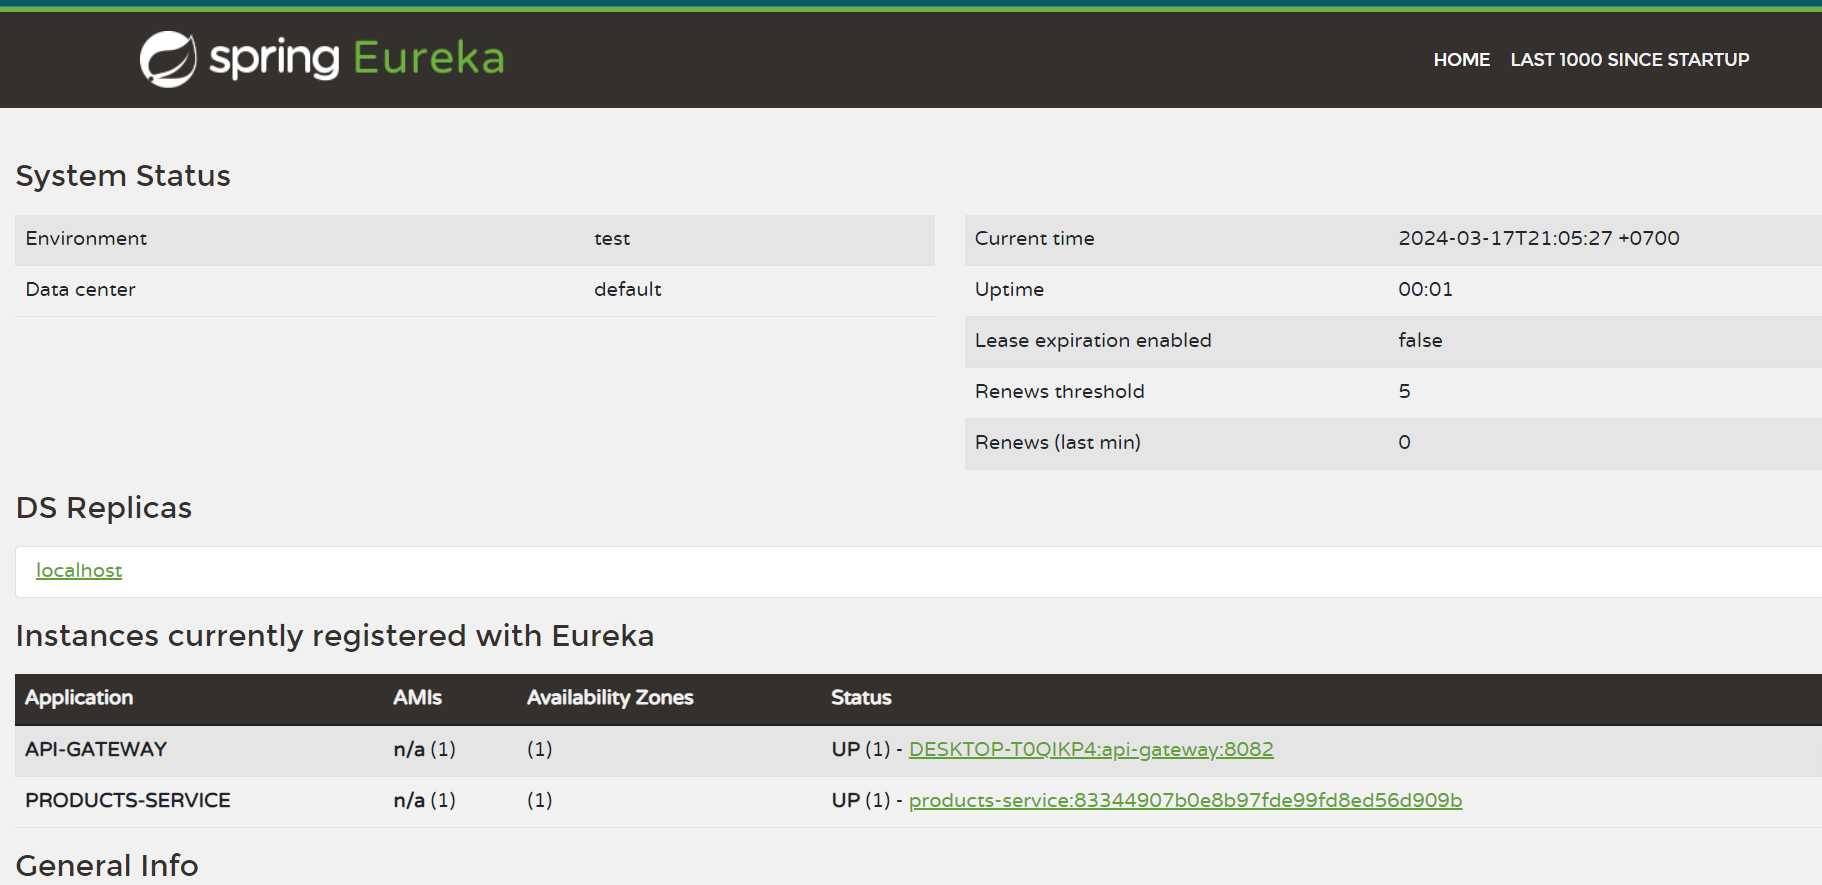 spring Eureka
HOME LAST 1000 SINCE STARTUP
System Status
Environment test
Data center default
Current time 2024-03-17T21:05:27 +0700
Uptime 00:01
Lease expiration enabled false
Renews threshold 5
Renews (last min) 0
DS Replicas
localhost
Instances currently registered with Eureka
Application AMIs Availability Zones Status
API-GATEWAY n/a (1) (1) UP (1) - DESKTOP-T0QIKP4:api-gateway:8082
PRODUCTS-SERVICE n/a (1) (1) UP (1) - products-service:83344907b0e8b97fde99fd8ed56d909b
General Info